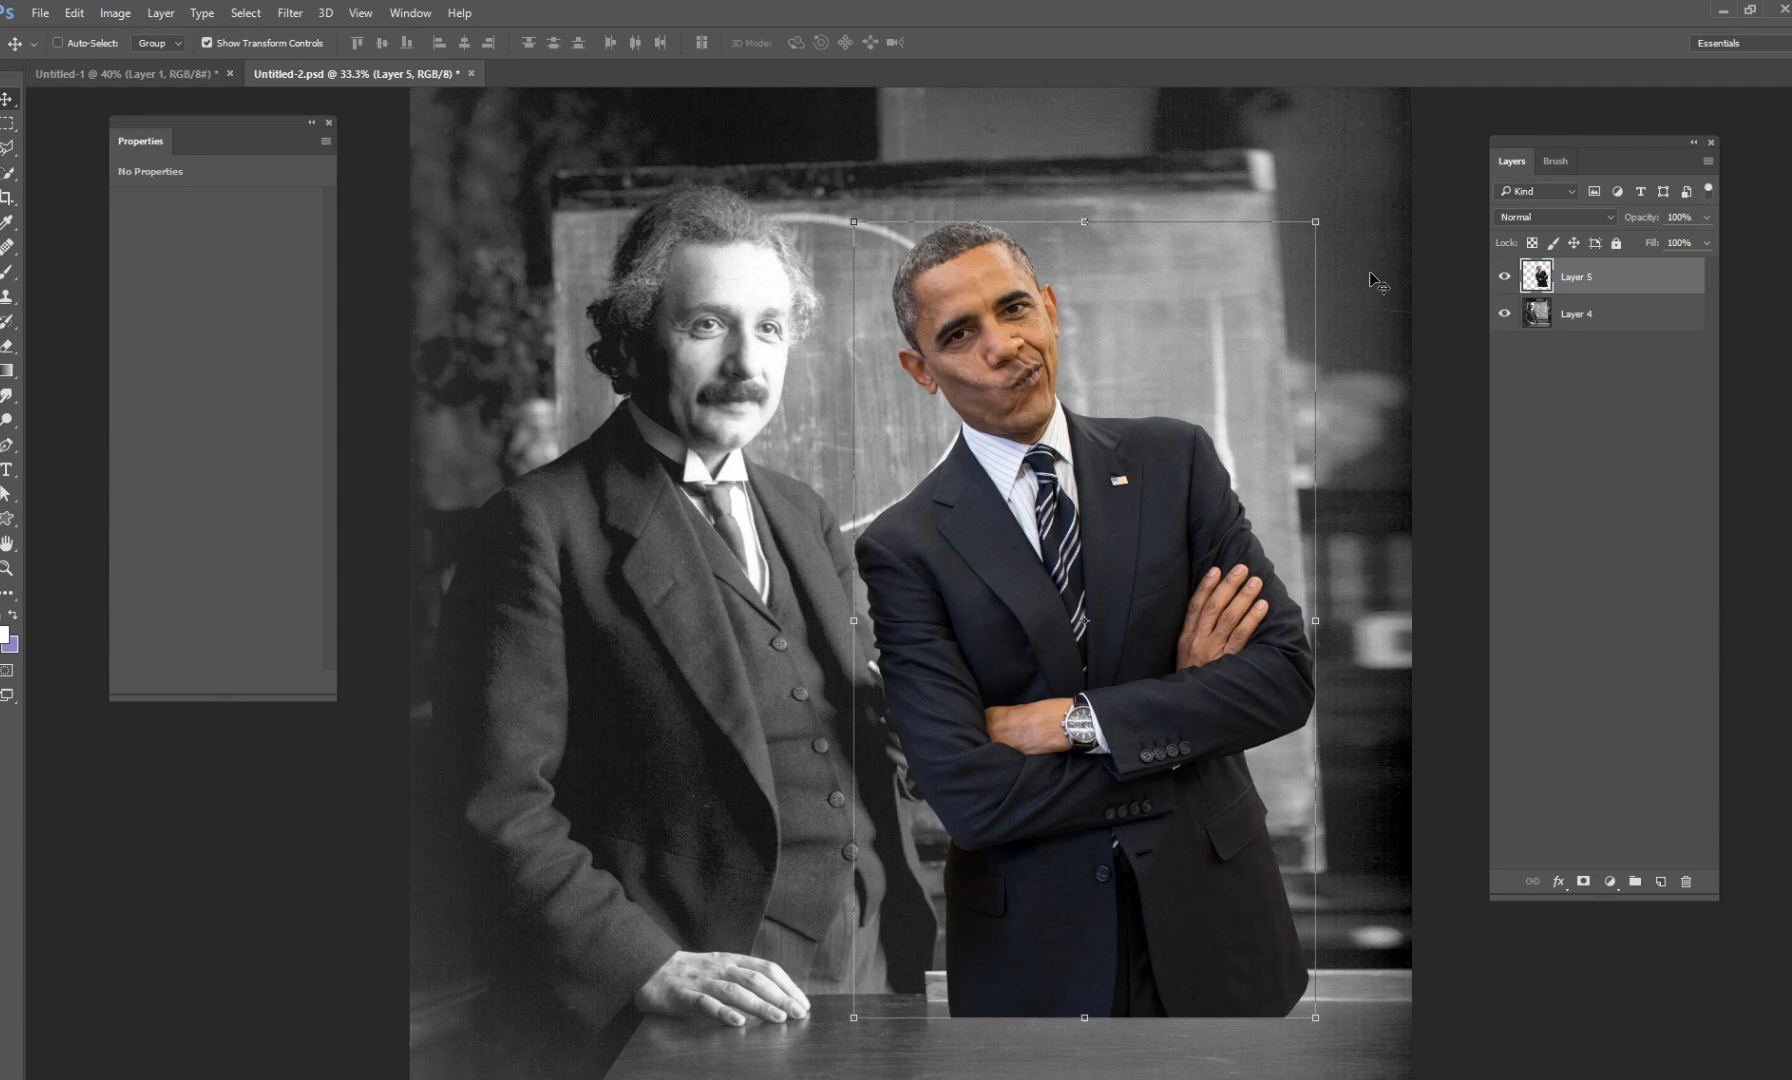 Ps File Edit Image Layer Type Select Filter 3D View Window Help
Auto-Select: Group Show Transform Controls 3D Mode: Essentials
Untitled-1 @ 40% (Layer 1, RGB/8#) * × Untitled-2.psd @ 33.3% (Layer 5, RGB/8) * ×
Properties
No Properties
Layers Brush
Kind
Normal Opacity: 100%
Lock: Fill: 100%
Layer 5
Layer 4
fx